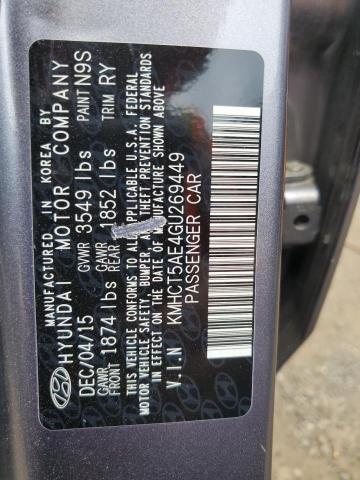 MANUFACTURED IN KOREA BY
HYUNDAI MOTOR COMPANY
DEC/04/15 GVWR 3549 lbs PAINT N9S
GAWR FRONT 1874 lbs GAWR REAR 1852 lbs TRIM RY
THIS VEHICLE CONFORMS TO ALL APPLICABLE U.S.A. FEDERAL
MOTOR VEHICLE SAFETY, BUMPER, AND THEFT PREVENTION STANDARDS
IN EFFECT ON THE DATE OF MANUFACTURE SHOWN ABOVE
V.I.N KMHCT5AE4GU269449
PASSENGER CAR